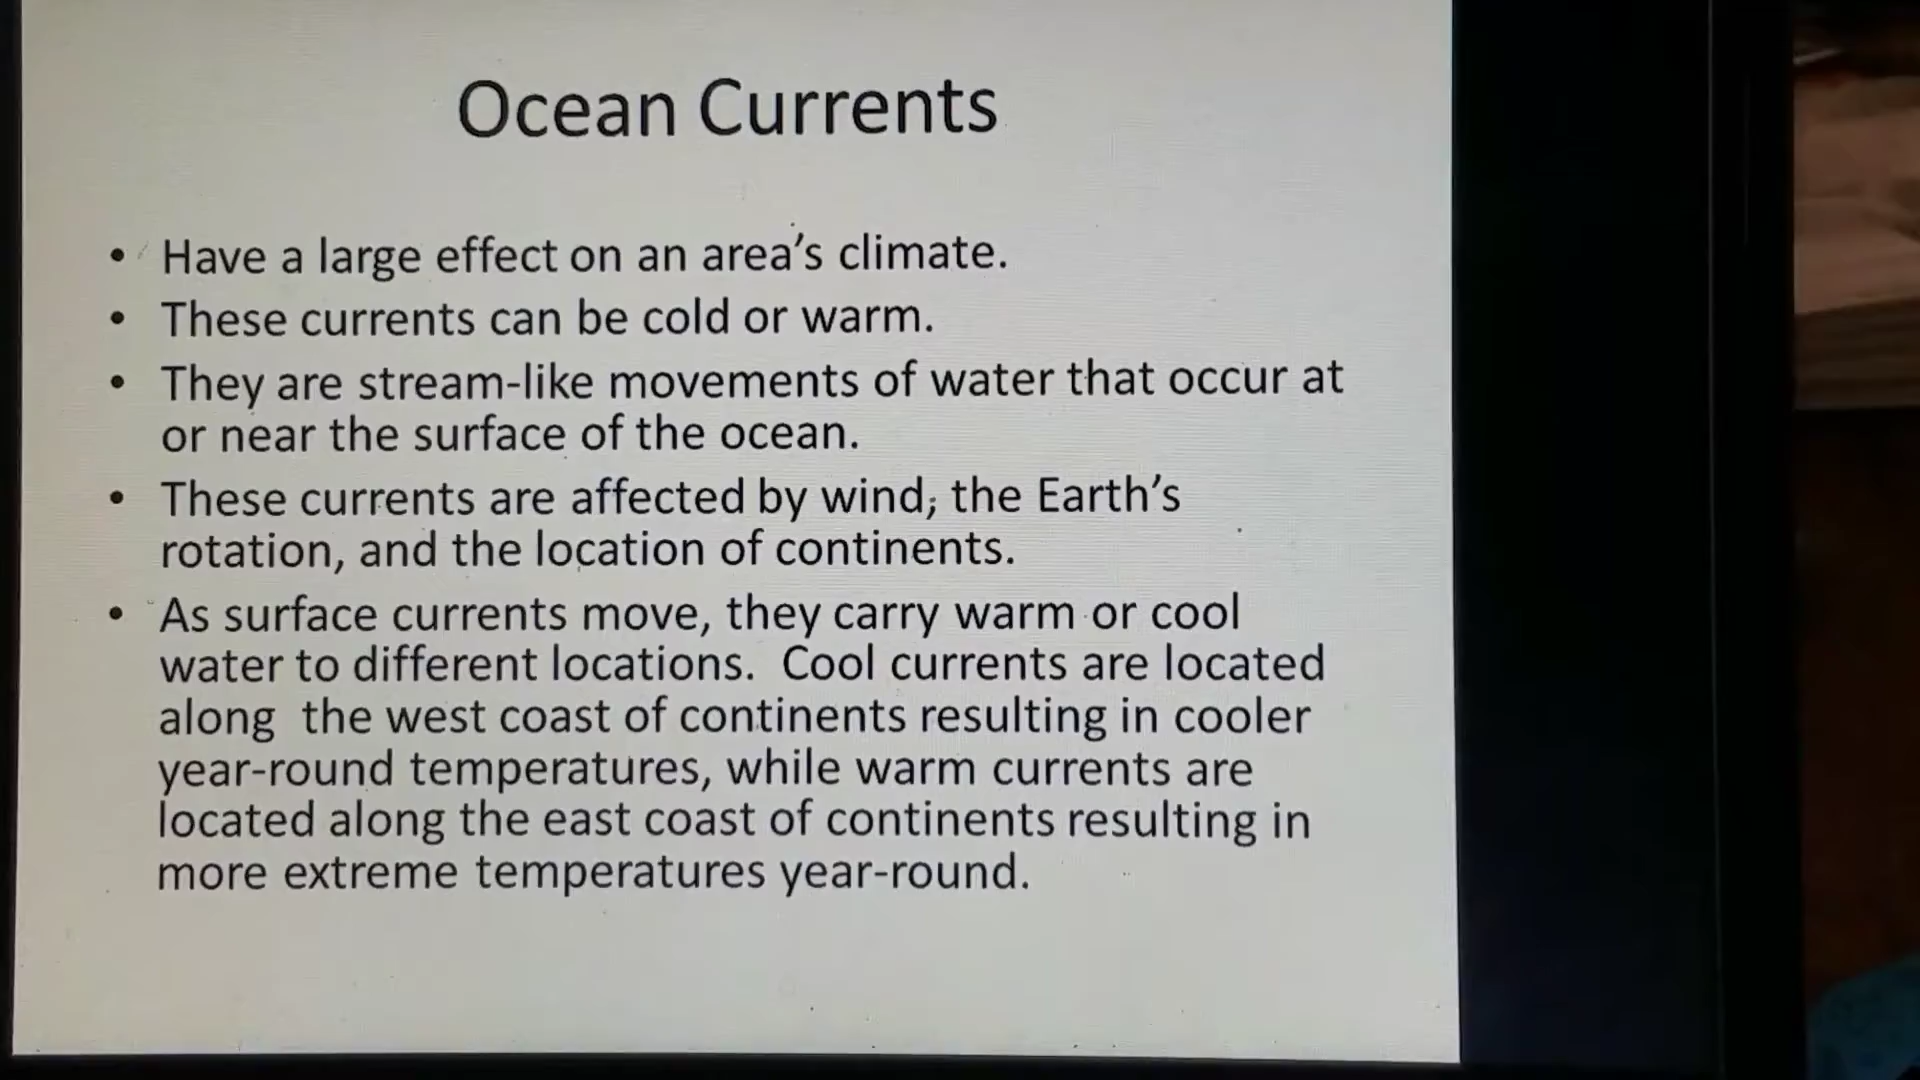 Ocean Currents
• Have a large effect on an area's climate.
• These currents can be cold or warm.
• They are stream-like movements of water that occur at
or near the surface of the ocean.
• These currents are affected by wind, the Earth's
rotation, and the location of continents.
• As surface currents move, they carry warm or cool
water to different locations.  Cool currents are located
along  the west coast of continents resulting in cooler
year-round temperatures, while warm currents are
located along the east coast of continents resulting in
more extreme temperatures year-round.